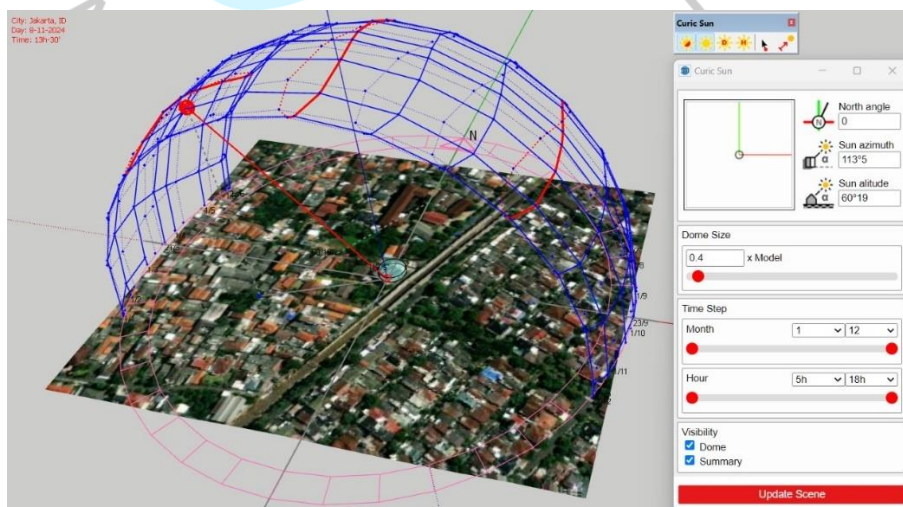 City: Jakarta, ID
Day: 8-11-2024
Time: 13h-30'
N
1/9
23/9
1/10
1/11
Curic Sun
Curic Sun
North angle
N
0
Sun azimuth
α
113°5
Sun alitude
α
60°19
Dome Size
0.4 x Model
Time Step
Month 1 12
Hour 5h 18h
Visibility
Dome
Summary
Update Scene